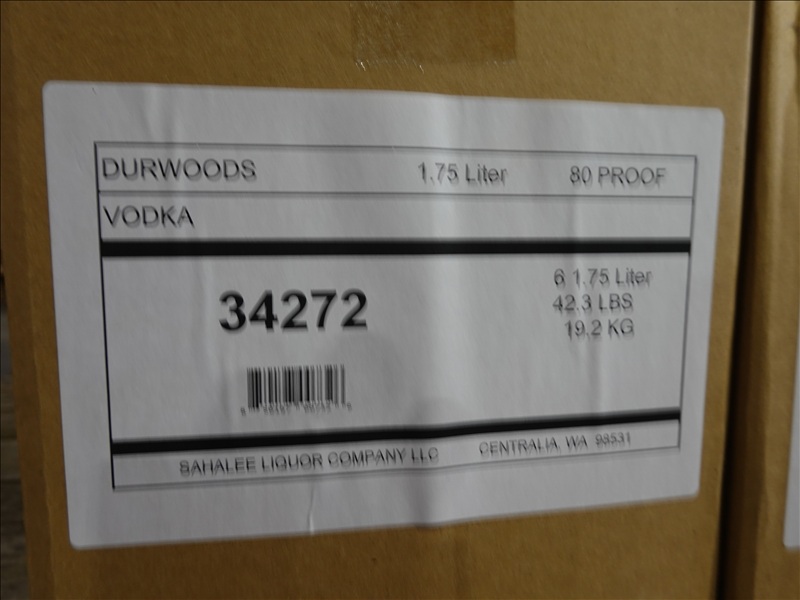 DURWOODS 1.75 Liter 80 PROOF
VODKA
34272
6 1.75 Liter
42.3 LBS
19.2 KG
SAHALEE LIQUOR COMPANY LLC CENTRALIA, WA 98531